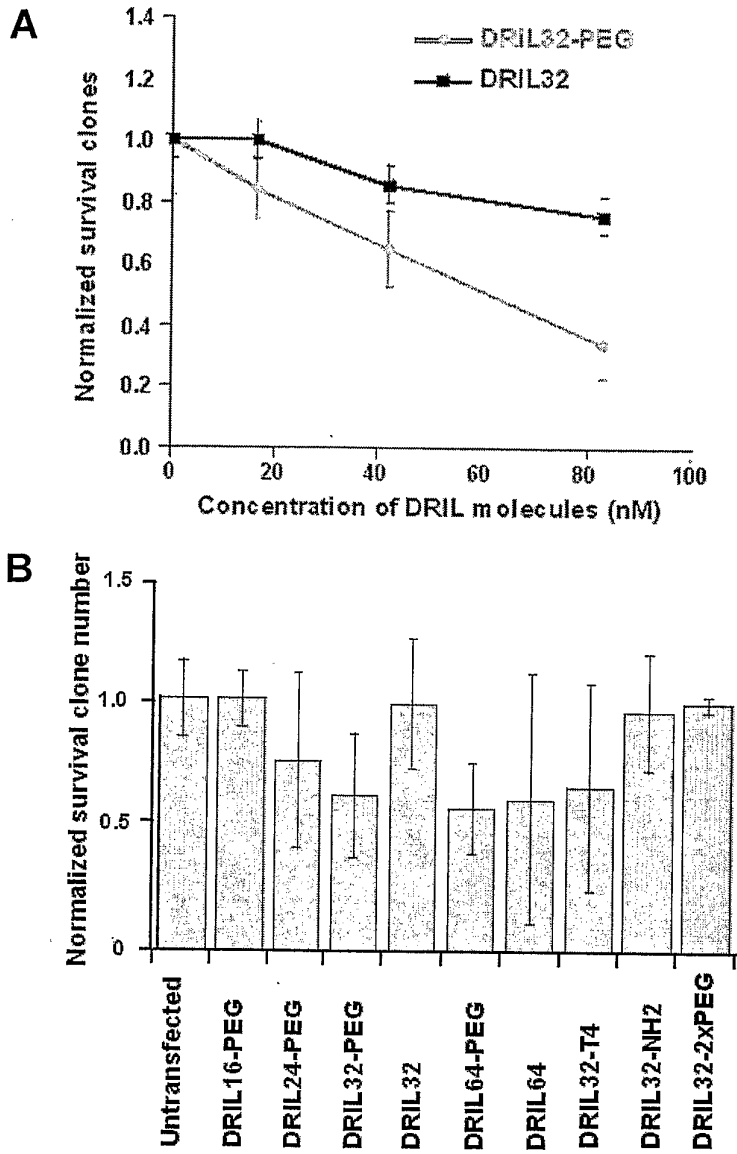 A
1.4
1.2
1.0
0.8
0.6
0.4
0.2
0.0
Normalized survival clones
DRIL32-PEG
DRIL32
0 20 40 60 80 100
Concentration of DRIL molecules (nM)
B
1.5
1.0
0.5
0
Normalized survival clone number
Untransfected
DRIL16-PEG
DRIL24-PEG
DRIL32-PEG
DRIL32
DRIL64-PEG
DRIL64
DRIL32-T4
DRIL32-NH2
DRIL32-2xPEG